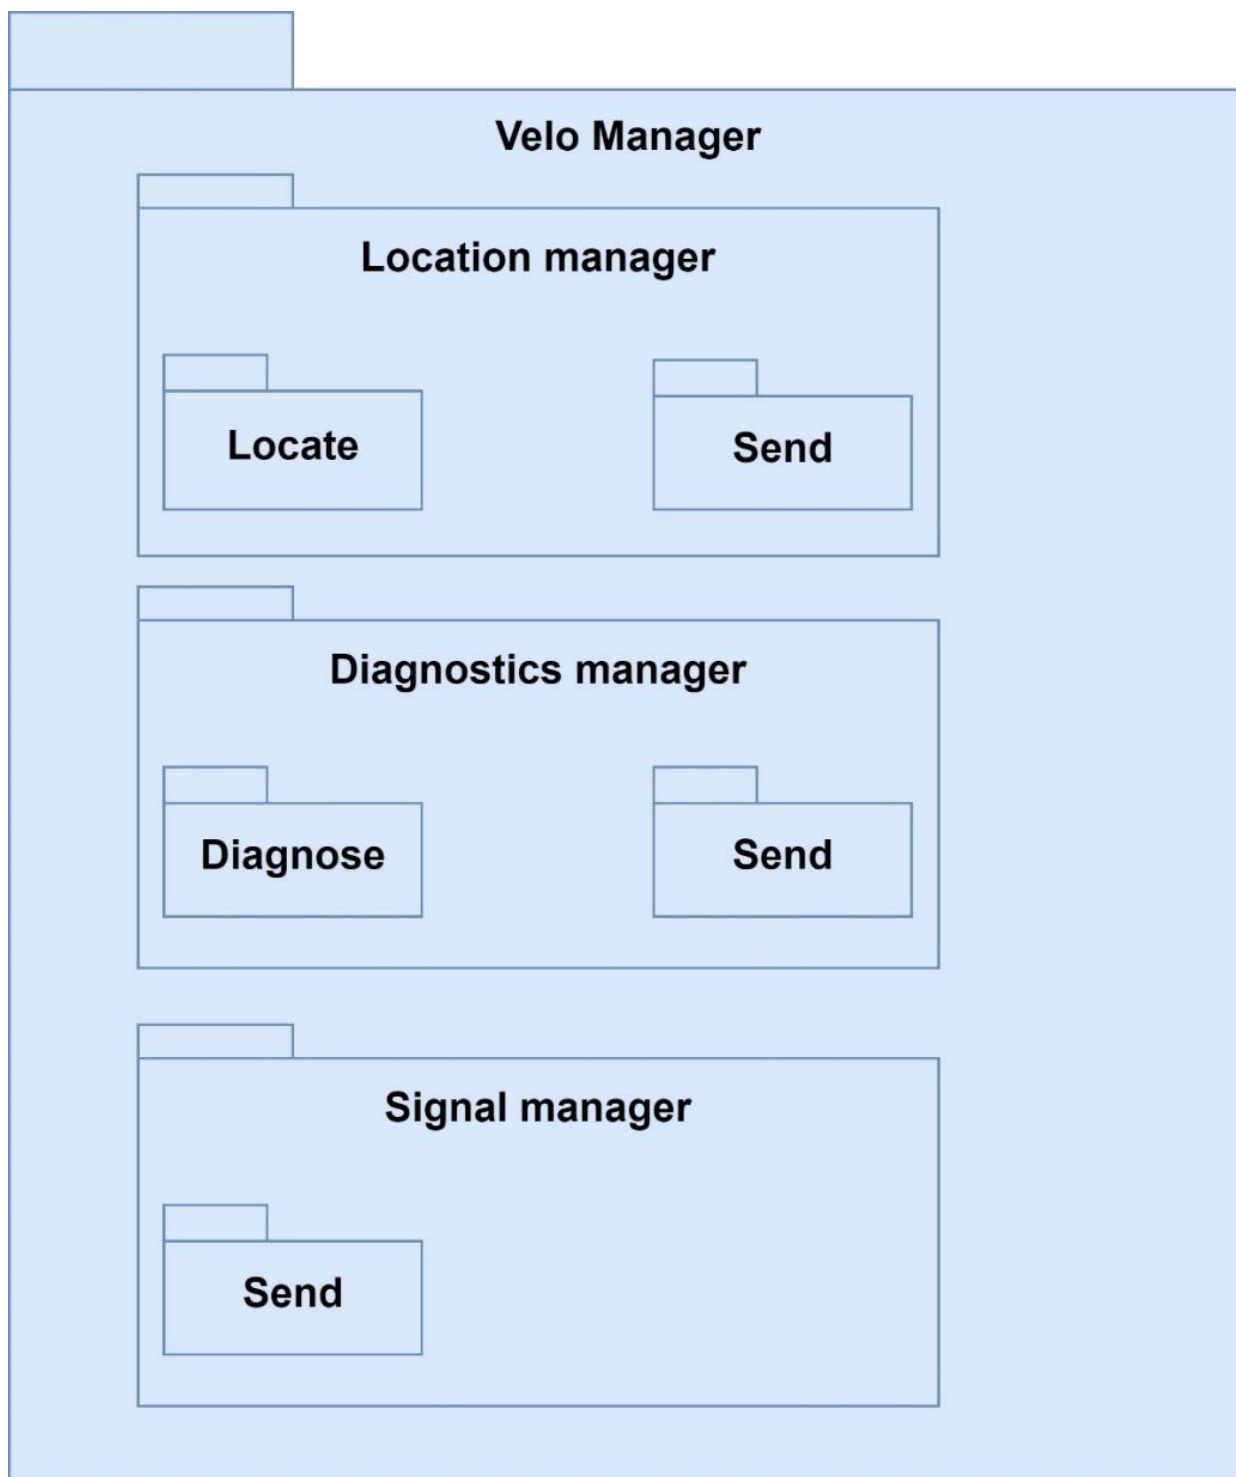 Velo Manager
Location manager
Locate
Send
Diagnostics manager
Diagnose
Send
Signal manager
Send